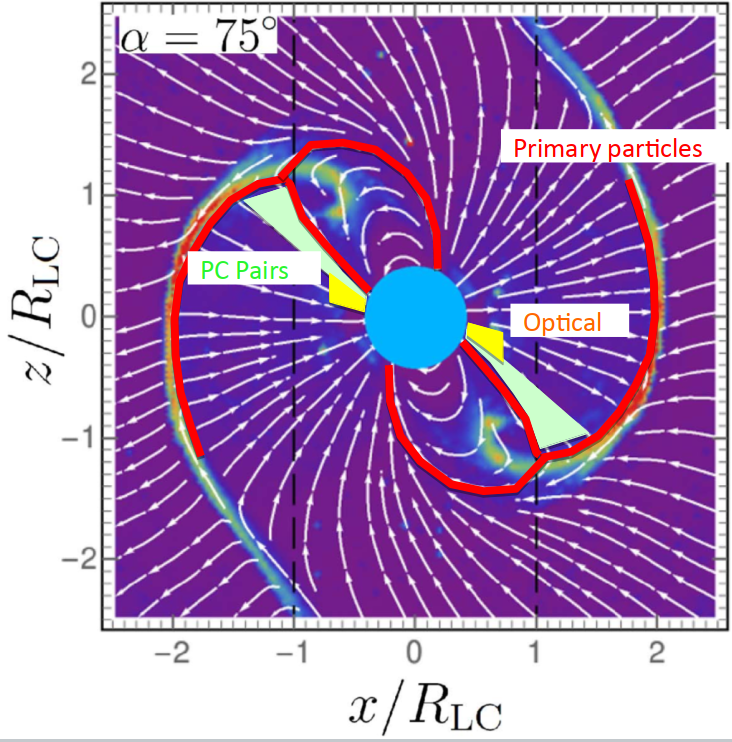 α = 75°
Primary particles
PC Pairs
Optical
2
1
0
−1
−2
z/R_LC
−2 −1 0 1 2
x/R_LC